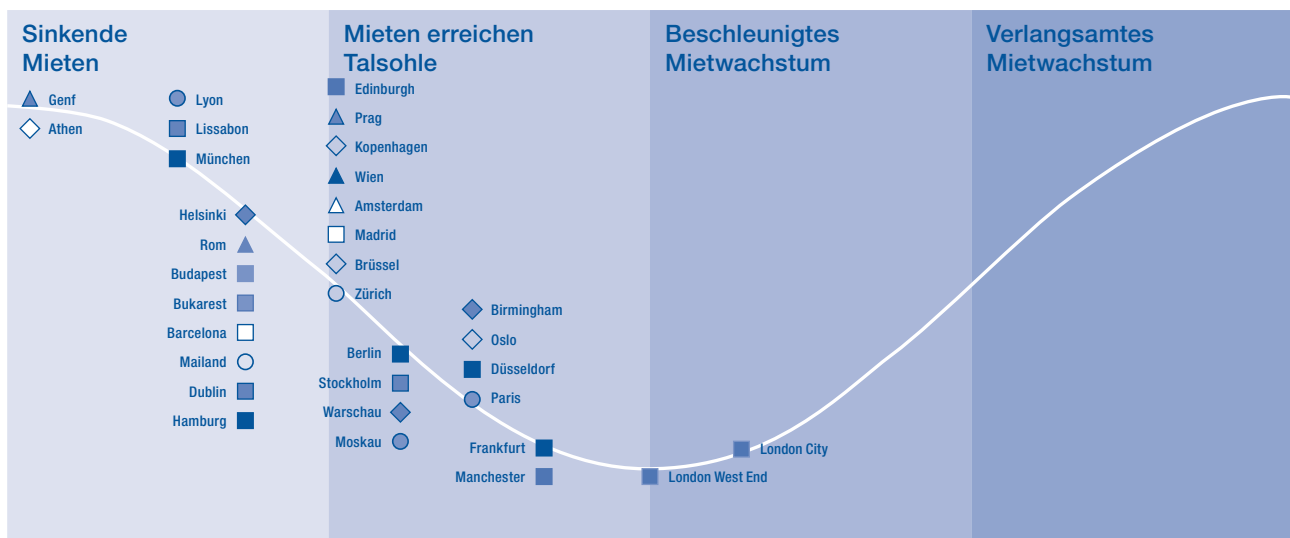 Sinkende
Mieten
Mieten erreichen
Talsohle
Beschleunigtes
Mietwachstum
Verlangsamtes
Mietwachstum
Genf
Athen
Lyon
Lissabon
München
Helsinki
Rom
Budapest
Bukarest
Barcelona
Mailand
Dublin
Hamburg
Edinburgh
Prag
Kopenhagen
Wien
Amsterdam
Madrid
Brüssel
Zürich
Berlin
Stockholm
Warschau
Moskau
Birmingham
Oslo
Düsseldorf
Paris
Frankfurt
Manchester
London City
London West End